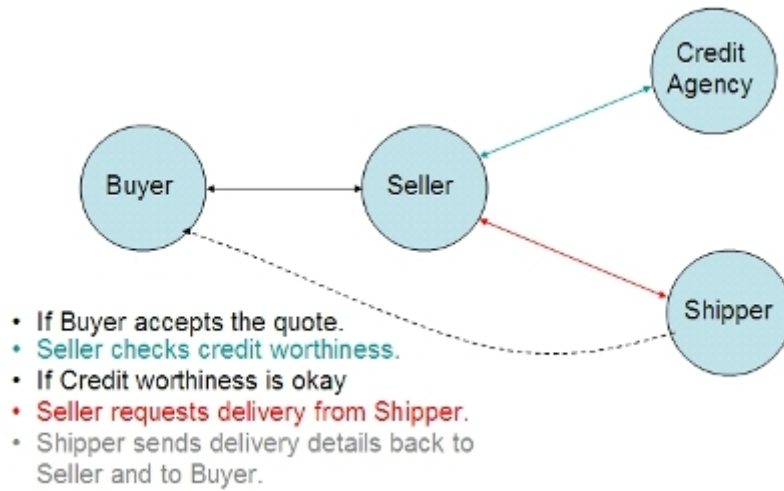 Credit
Agency
Buyer
Seller
Shipper
• If Buyer accepts the quote.
• Seller checks credit worthiness.
• If Credit worthiness is okay
• Seller requests delivery from Shipper.
• Shipper sends delivery details back to
Seller and to Buyer.